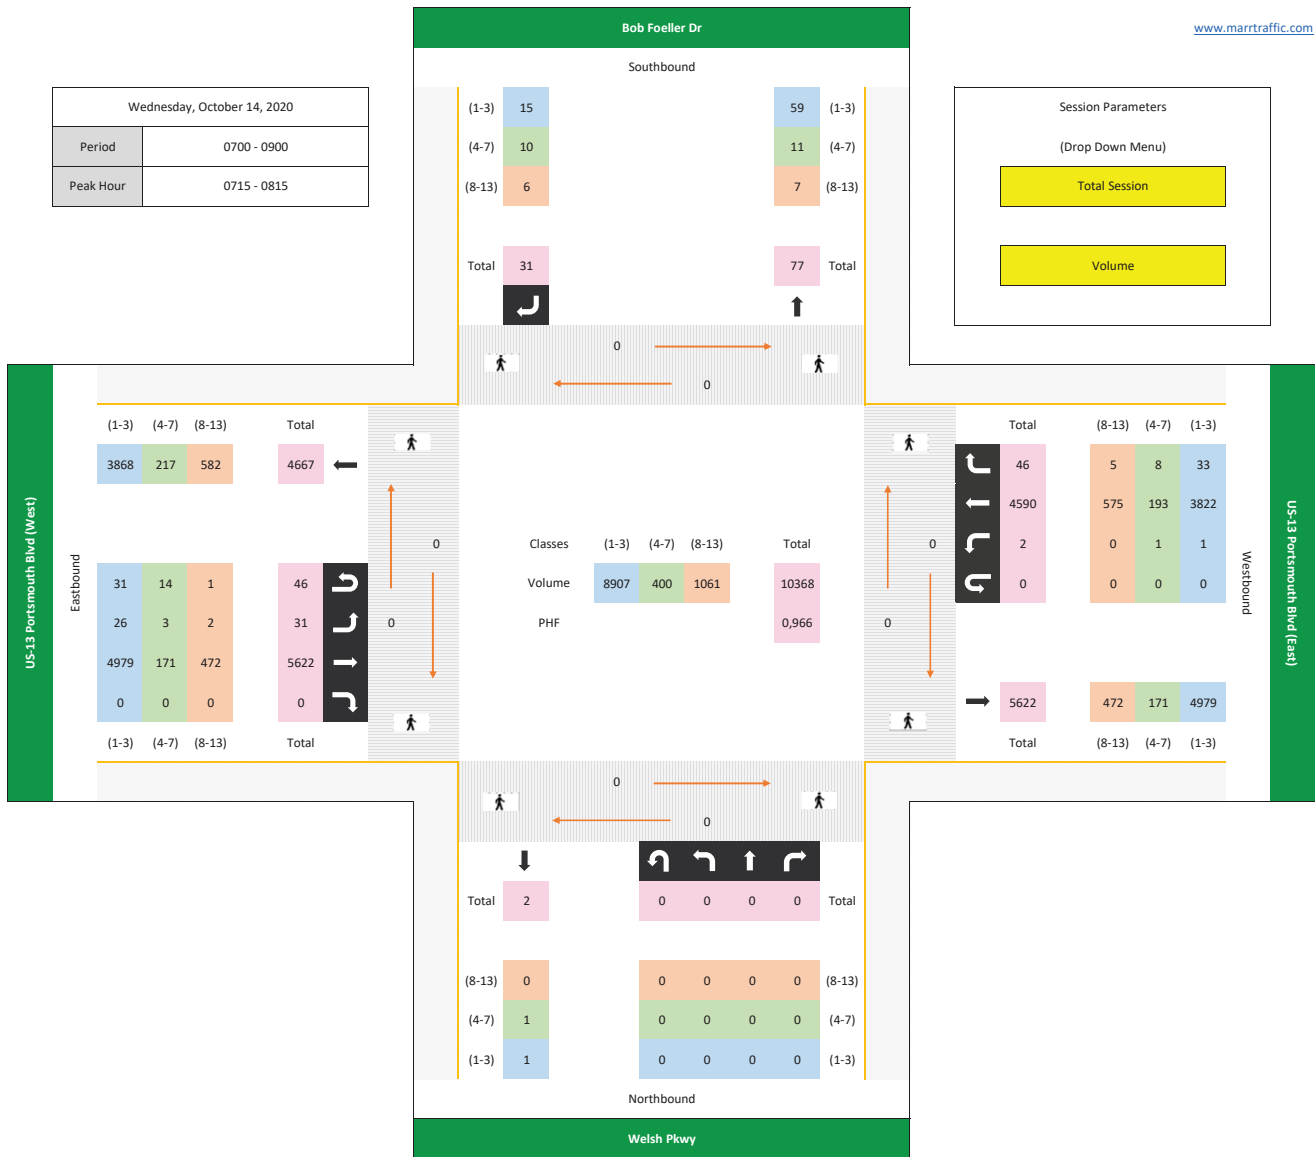 Bob Foeller Dr
www.marrtraffic.com
Southbound
Wednesday, October 14, 2020
Period 0700 - 0900
Peak Hour 0715 - 0815
Session Parameters
(Drop Down Menu)
Total Session
Volume
(1-3) 15 59 (1-3)
(4-7) 10 11 (4-7)
(8-13) 6 7 (8-13)
Total 31 77 Total
0
0
US-13 Portsmouth Blvd (West)
Eastbound
(1-3) (4-7) (8-13) Total
3868 217 582 4667
31 14 1 46
26 3 2 31
4979 171 472 5622
0 0 0 0
(1-3) (4-7) (8-13) Total
0
0
Classes (1-3) (4-7) (8-13) Total
Volume 8907 400 1061 10368
PHF 0,966
0
0
Total (8-13) (4-7) (1-3)
46 5 8 33
4590 575 193 3822
2 0 1 1
0 0 0 0
5622 472 171 4979
Total (8-13) (4-7) (1-3)
Westbound
US-13 Portsmouth Blvd (East)
0
0
Total 2 0 0 0 0 Total
(8-13) 0 0 0 0 0 (8-13)
(4-7) 1 0 0 0 0 (4-7)
(1-3) 1 0 0 0 0 (1-3)
Northbound
Welsh Pkwy